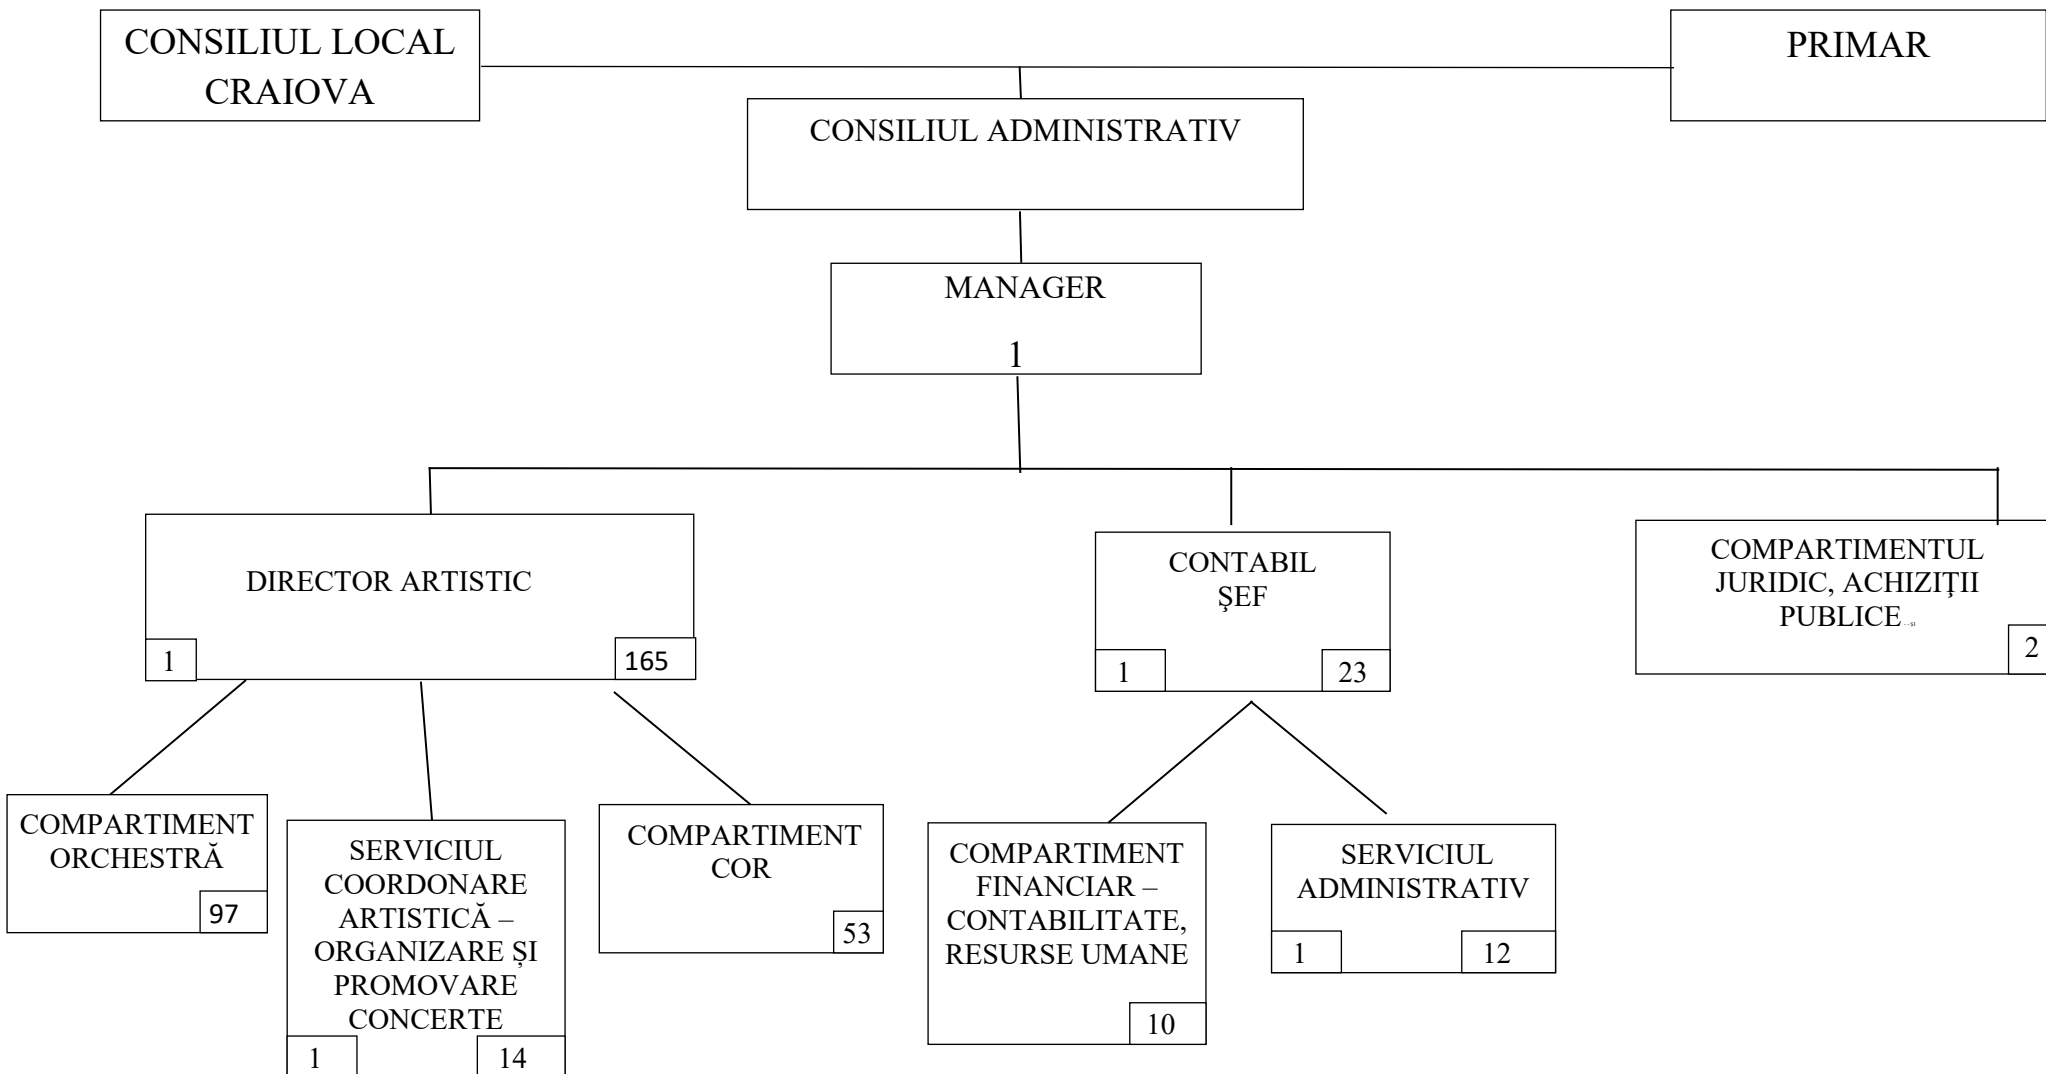 CONSILIUL LOCAL
CRAIOVA
PRIMAR
CONSILIUL ADMINISTRATIV
MANAGER
1
DIRECTOR ARTISTIC
1
165
CONTABIL
ŞEF
1
23
COMPARTIMENTUL
JURIDIC, ACHIZIŢII
PUBLICE
2
COMPARTIMENT
ORCHESTRĂ
97
SERVICIUL
COORDONARE
ARTISTICĂ –
ORGANIZARE ȘI
PROMOVARE
CONCERTE
1
14
COMPARTIMENT
COR
53
COMPARTIMENT
FINANCIAR –
CONTABILITATE,
RESURSE UMANE
10
SERVICIUL
ADMINISTRATIV
1
12